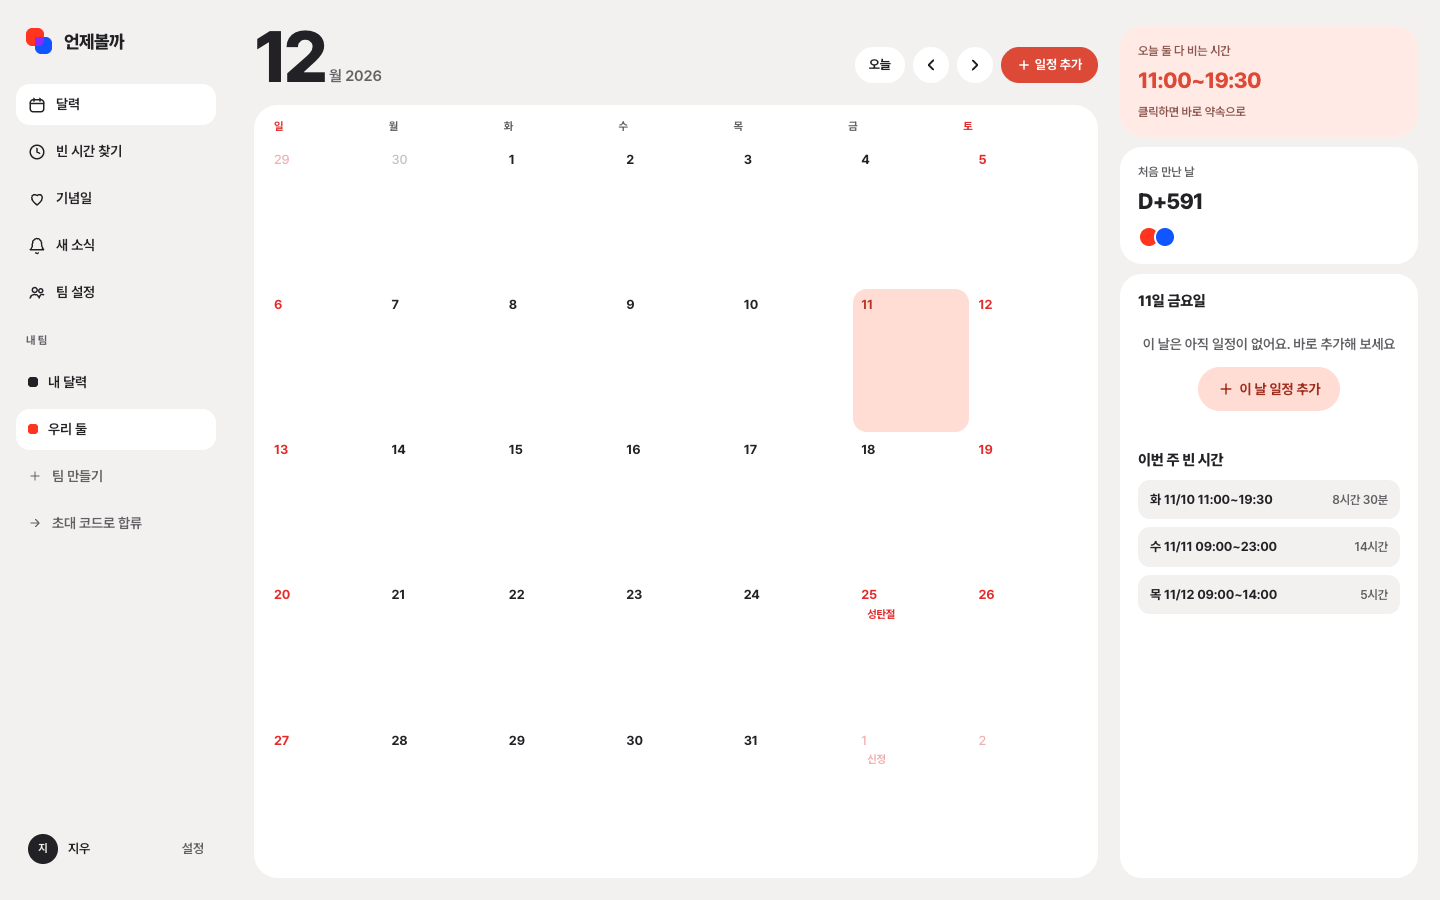 언제볼까
달력
빈 시간 찾기
기념일
새 소식
팀 설정
내 팀
내 달력
우리 둘
팀 만들기
초대 코드로 합류
지 지우 설정
12월 2026
오늘
일정 추가
일 월 화 수 목 금 토
29 30 1 2 3 4 5
6 7 8 9 10 11 12
13 14 15 16 17 18 19
20 21 22 23 24 25 26
성탄절
27 28 29 30 31 1 2
신정
오늘 둘 다 비는 시간
11:00~19:30
클릭하면 바로 약속으로
처음 만난 날
D+591
11일 금요일
이 날은 아직 일정이 없어요. 바로 추가해 보세요
이 날 일정 추가
이번 주 빈 시간
화 11/10 11:00~19:30 8시간 30분
수 11/11 09:00~23:00 14시간
목 11/12 09:00~14:00 5시간